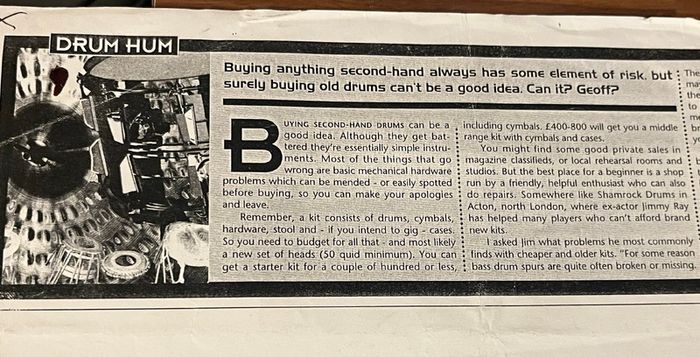 DRUM HUM
Buying anything second-hand always has some element of risk, but
surely buying old drums can't be a good idea. Can it? Geoff?
BUYING SECOND-HAND DRUMS can be a
good idea. Although they get bat-
tered they're essentially simple instru-
ments. Most of the things that go
wrong are basic mechanical hardware
problems which can be mended - or easily spotted
before buying, so you can make your apologies
and leave.
Remember, a kit consists of drums, cymbals,
hardware, stool and - if you intend to gig - cases.
So you need to budget for all that - and most likely
a new set of heads (50 quid minimum). You can
get a starter kit for a couple of hundred or less,
including cymbals. £400-800 will get you a middle
range kit with cymbals and cases.
You might find some good private sales in
magazine classifieds, or local rehearsal rooms and
studios. But the best place for a beginner is a shop
run by a friendly, helpful enthusiast who can also
do repairs. Somewhere like Shamrock Drums in
Acton, north London, where ex-actor Jimmy Ray
has helped many players who can't afford brand
new kits.
I asked Jim what problems he most commonly
finds with cheaper and older kits. "For some reason
bass drum spurs are quite often broken or missing.
The